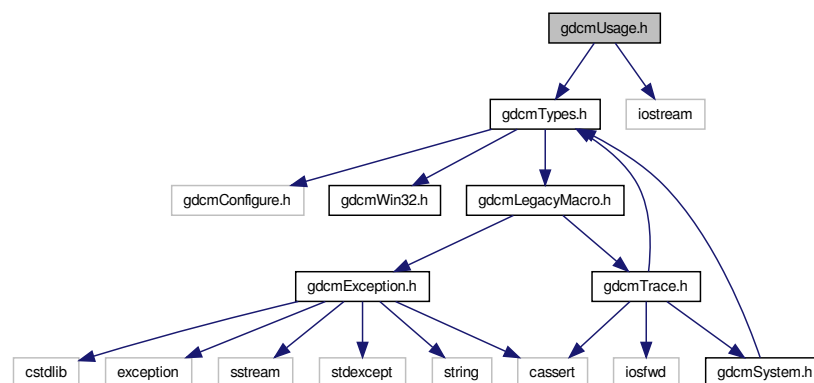 gdcmUsage.h
gdcmTypes.h
iostream
gdcmConfigure.h
gdcmWin32.h
gdcmLegacyMacro.h
gdcmException.h
gdcmTrace.h
cstdlib
exception
sstream
stdexcept
string
cassert
iosfwd
gdcmSystem.h